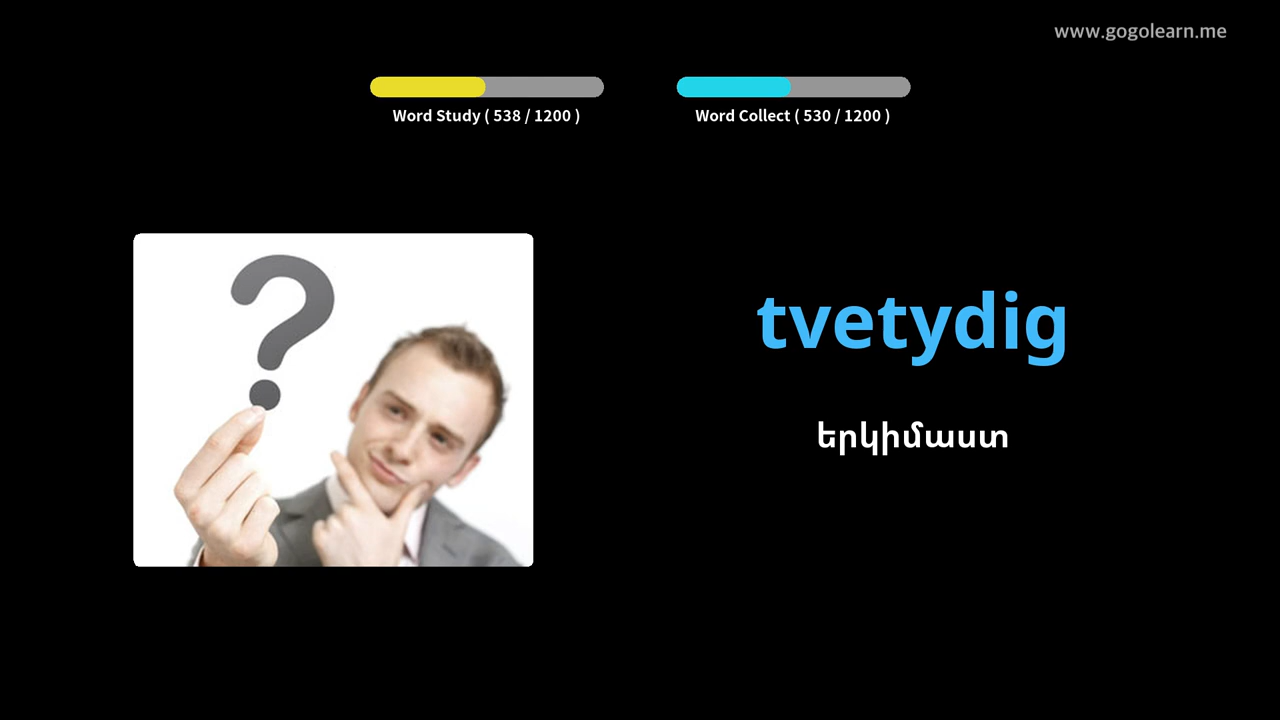 www.gogolearn.me
Word Study ( 538 / 1200 )
Word Collect ( 530 / 1200 )
?
tvetydig
երկիմաստ